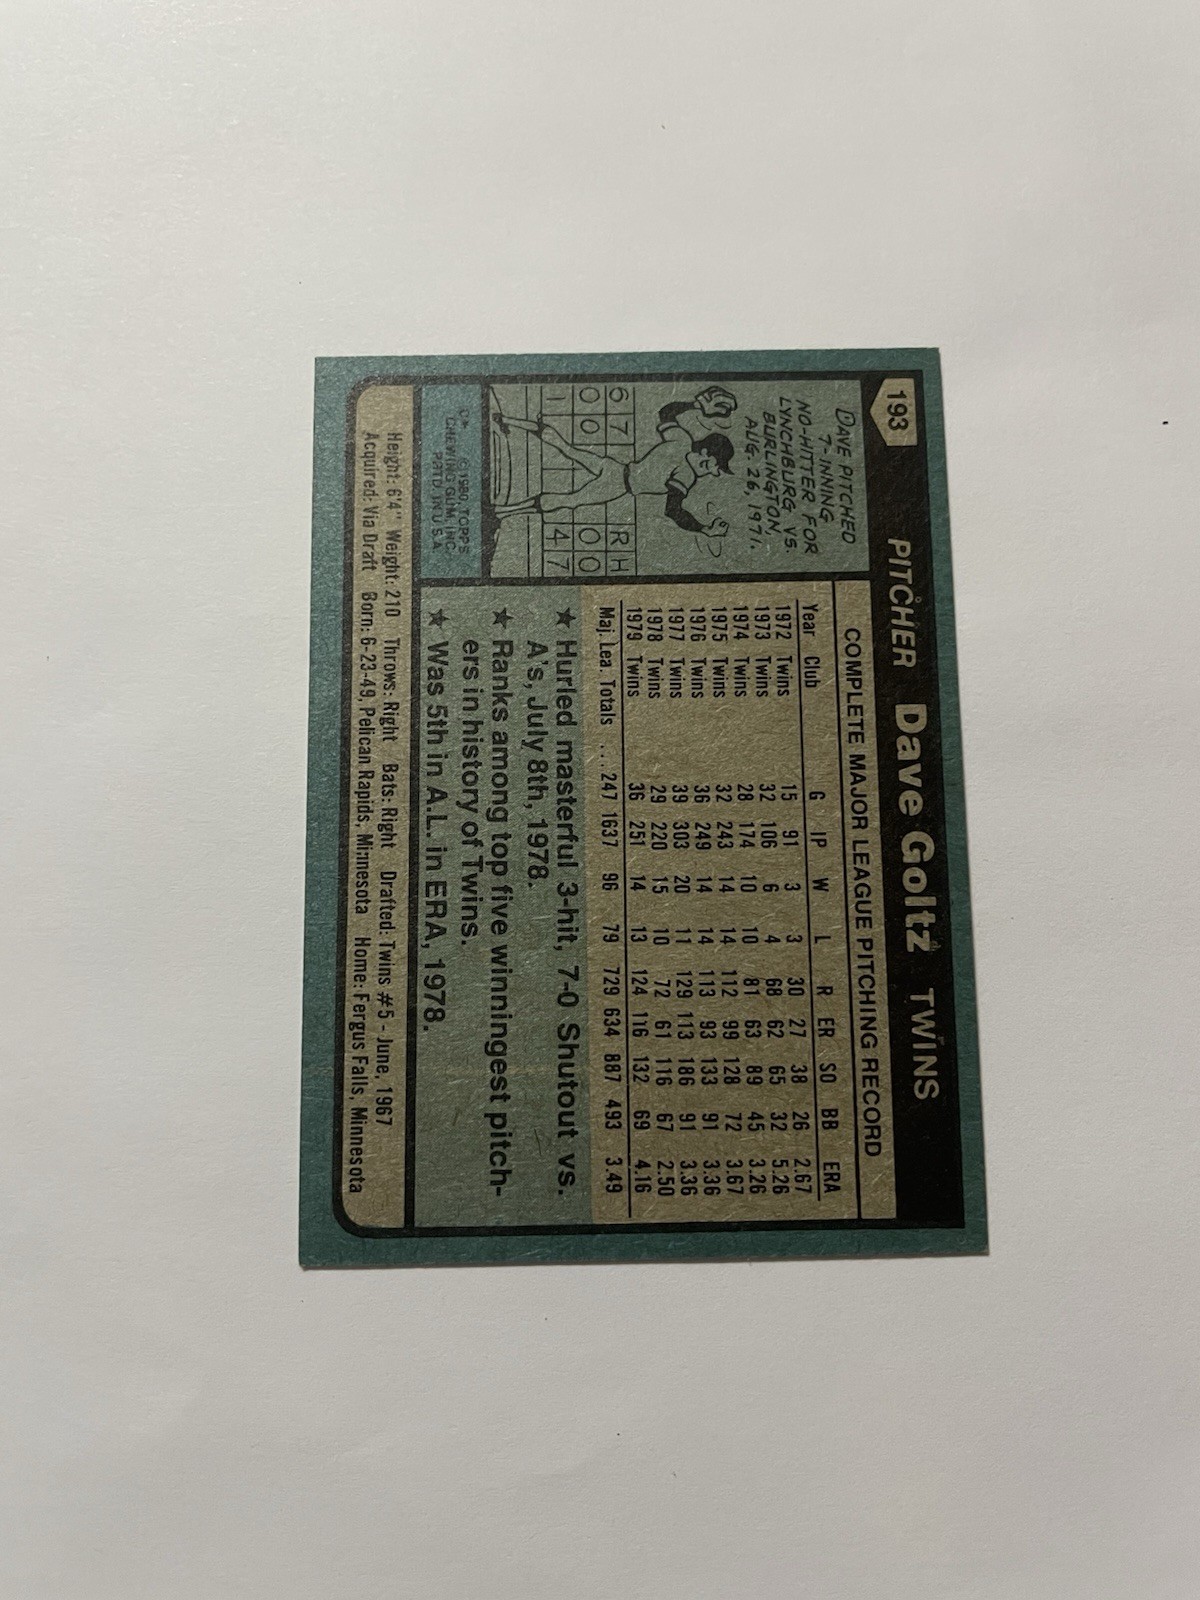 193
PITCHER Dave Goltz TWINS
DAVE PITCHED
7-INNING
NO-HITTER FOR
LYNCHBURG VS.
BURLINGTON,
AUG. 26, 1971.
6 7 R H
0 0 0 0
1 4 7
©1980, TOPPS
CHEWING GUM, INC.
PRTD. IN U.S.A.
COMPLETE MAJOR LEAGUE PITCHING RECORD
Year Club G IP W L R ER SO BB ERA
1972 Twins 15 91 3 3 30 27 38 26 2.67
1973 Twins 32 106 6 4 68 62 65 32 5.26
1974 Twins 28 174 10 10 81 63 89 45 3.26
1975 Twins 32 243 14 14 112 99 128 72 3.67
1976 Twins 36 249 14 14 113 93 133 91 3.36
1977 Twins 39 303 20 11 129 113 186 91 3.36
1978 Twins 29 220 15 10 72 61 116 67 2.50
1979 Twins 36 251 14 13 124 116 132 69 4.16
Maj. Lea. Totals ... 247 1637 96 79 729 634 887 493 3.49
★ Hurled masterful 3-hit, 7-0 Shutout vs.
A's, July 8th, 1978.
★ Ranks among top five winningest pitch-
ers in history of Twins.
★ Was 5th in A.L. in ERA, 1978.
Height: 6'4" Weight: 210 Throws: Right Bats: Right Drafted: Twins #5 - June, 1967
Acquired: Via Draft Born: 6-23-49, Pelican Rapids, Minnesota Home: Fergus Falls, Minnesota